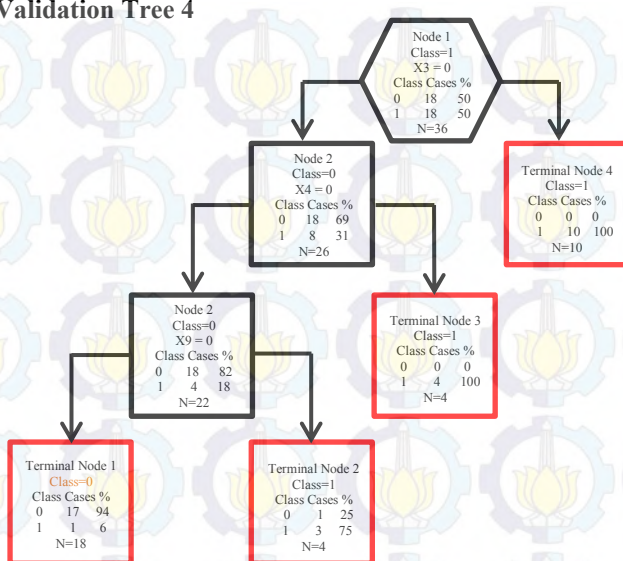 Validation Tree 4
Node 1
Class=1
X3 = 0
Class Cases %
0 18 50
1 18 50
N=36
Node 2
Class=0
X4 = 0
Class Cases %
0 18 69
1 8 31
N=26
Terminal Node 4
Class=1
Class Cases %
0 0 0
1 10 100
N=10
Node 2
Class=0
X9 = 0
Class Cases %
0 18 82
1 4 18
N=22
Terminal Node 3
Class=1
Class Cases %
0 0 0
1 4 100
N=4
Terminal Node 1
Class=0
Class Cases %
0 17 94
1 1 6
N=18
Terminal Node 2
Class=1
Class Cases %
0 1 25
1 3 75
N=4